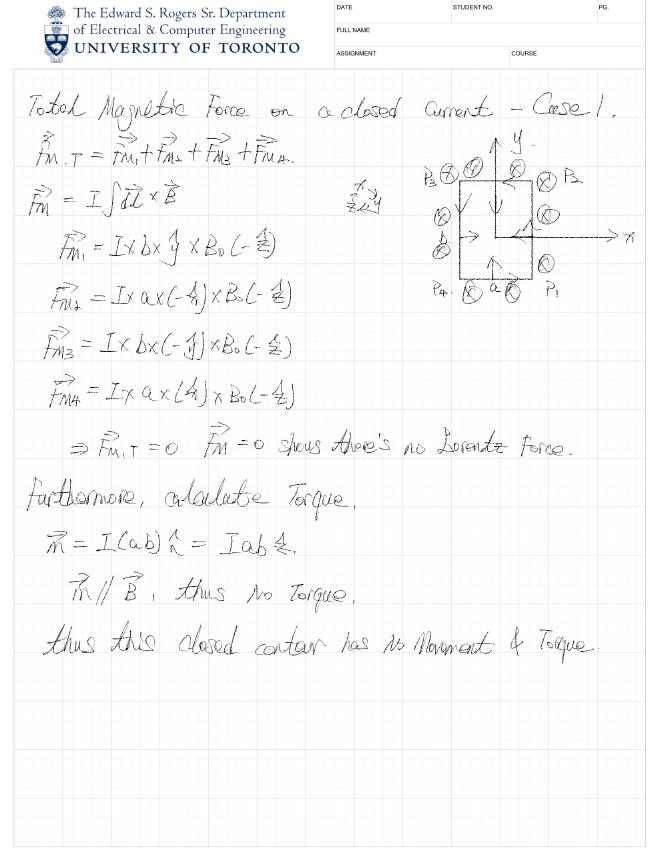 The Edward S. Rogers Sr. Department
of Electrical & Computer Engineering
UNIVERSITY OF TORONTO
DATE
STUDENT NO.
PG.
FULL NAME
ASSIGNMENT
COURSE
Total Magnetic Force on a closed Current - Case 1.
F⃗M,T = F⃗M1 + F⃗M2 + F⃗M3 + F⃗M4.
F⃗M = I∫dl⃗ × B⃗
F⃗M1 = I × b × ŷ × B0 (-ẑ)
F⃗M2 = I × a × (-x̂) × B0 (-ẑ)
F⃗M3 = I × b × (-ŷ) × B0 (-ẑ)
F⃗M4 = I × a × (x̂) × B0 (-ẑ)
⇒ F⃗M,T = 0 F⃗M = 0 shows there's no Lorentz Force.
Furthermore, calculate Torque,
m⃗ = I(ab) n̂ = Iab ẑ.
m⃗ // B⃗, thus No Torque.
thus this closed contour has No Movement & Torque.
y
P3
P2
x
z y
b
x
P4
a
P1